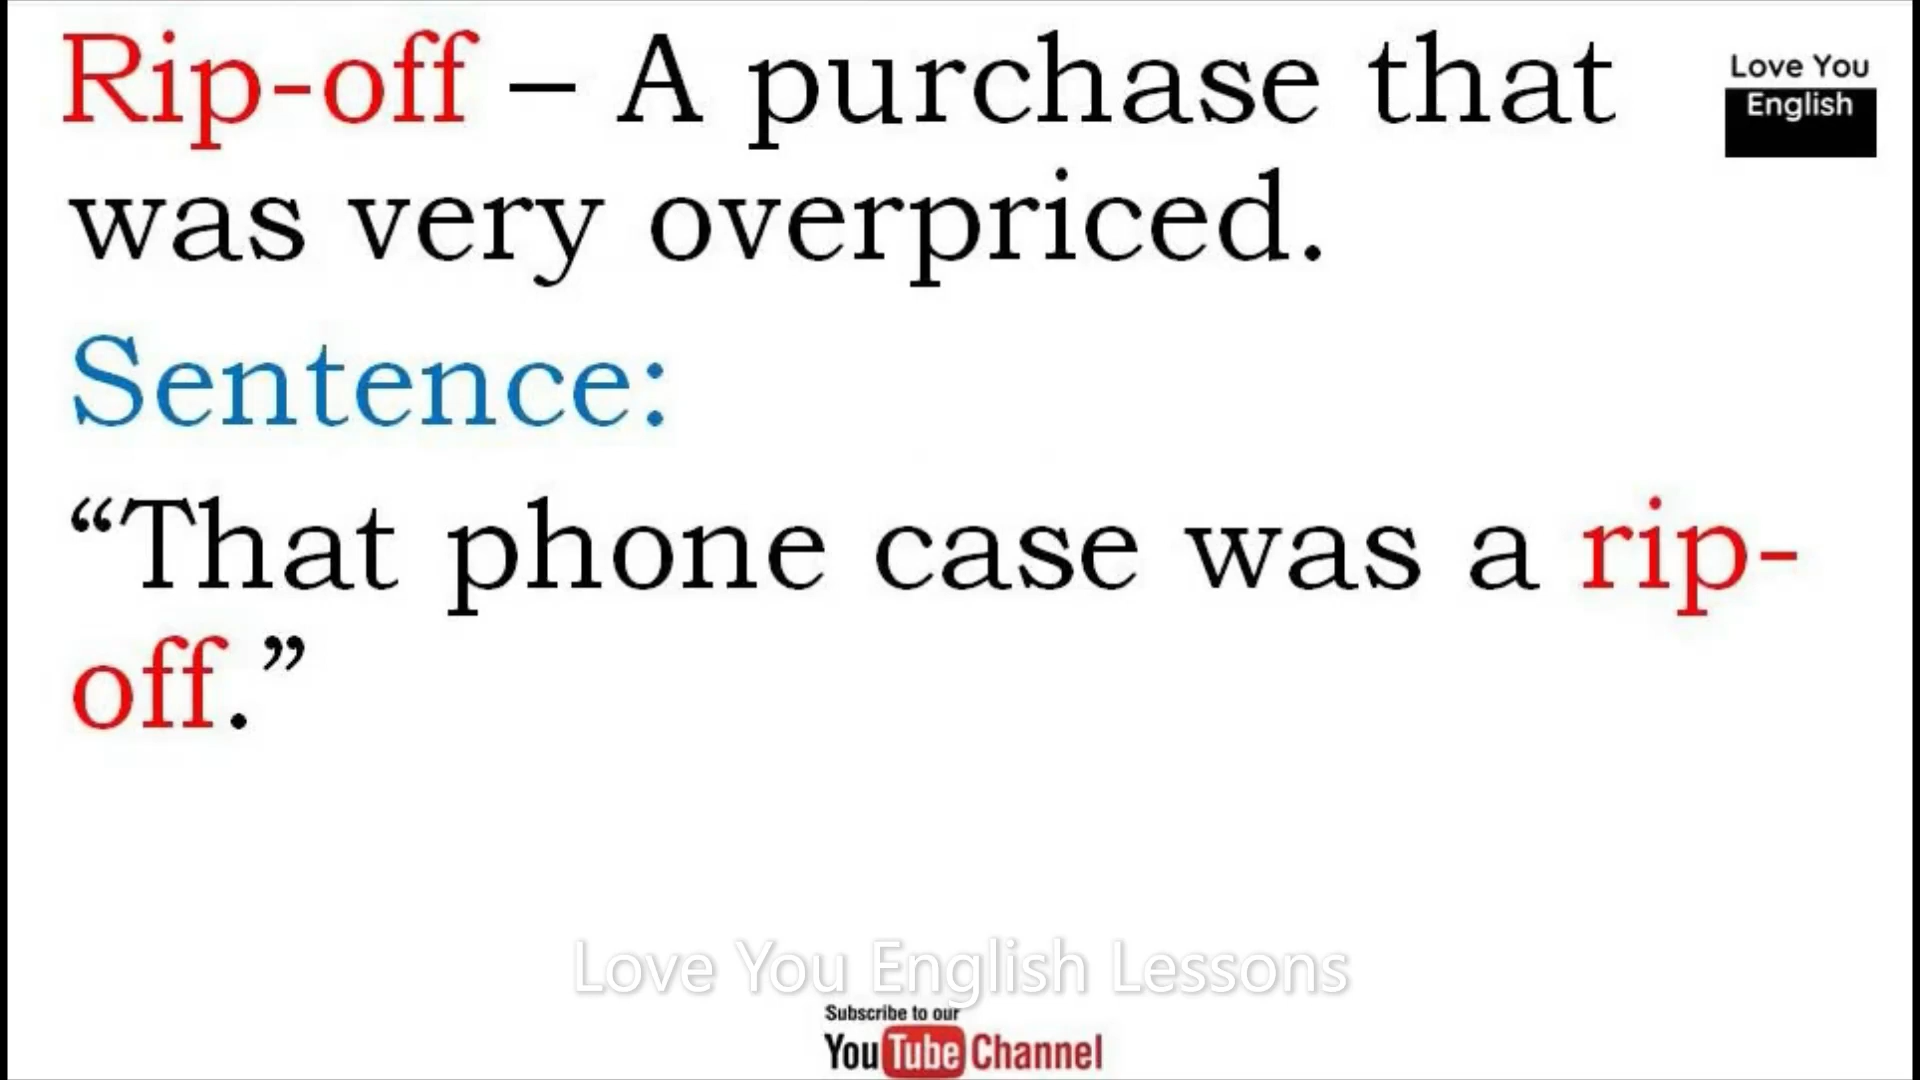 Rip-off – A purchase that
was very overpriced.
Love You
English
Sentence:
“That phone case was a rip-
off.”
Love You English Lessons
Subscribe to our
YouTube Channel